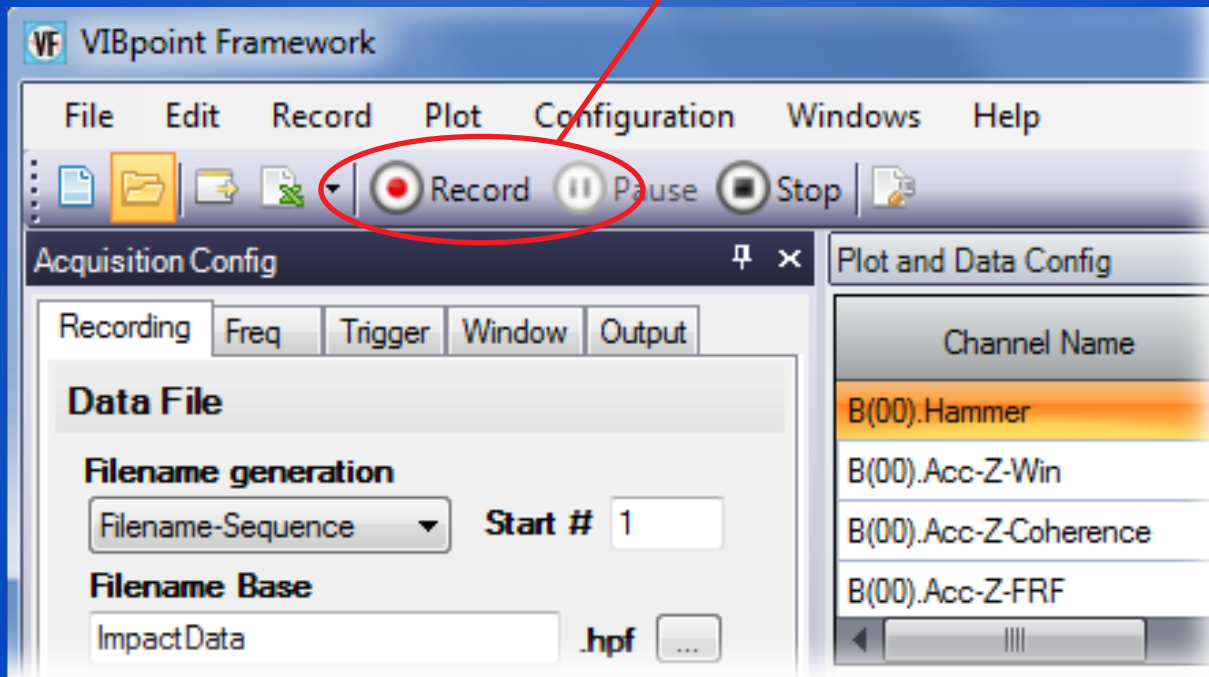 VF VIBpoint Framework
File Edit Record Plot Configuration Windows Help
Record Pause Stop
Acquisition Config
Plot and Data Config
Recording Freq Trigger Window Output
Channel Name
Data File
B(00).Hammer
Filename generation
B(00).Acc-Z-Win
Filename-Sequence Start # 1
B(00).Acc-Z-Coherence
Filename Base
B(00).Acc-Z-FRF
ImpactData .hpf ...